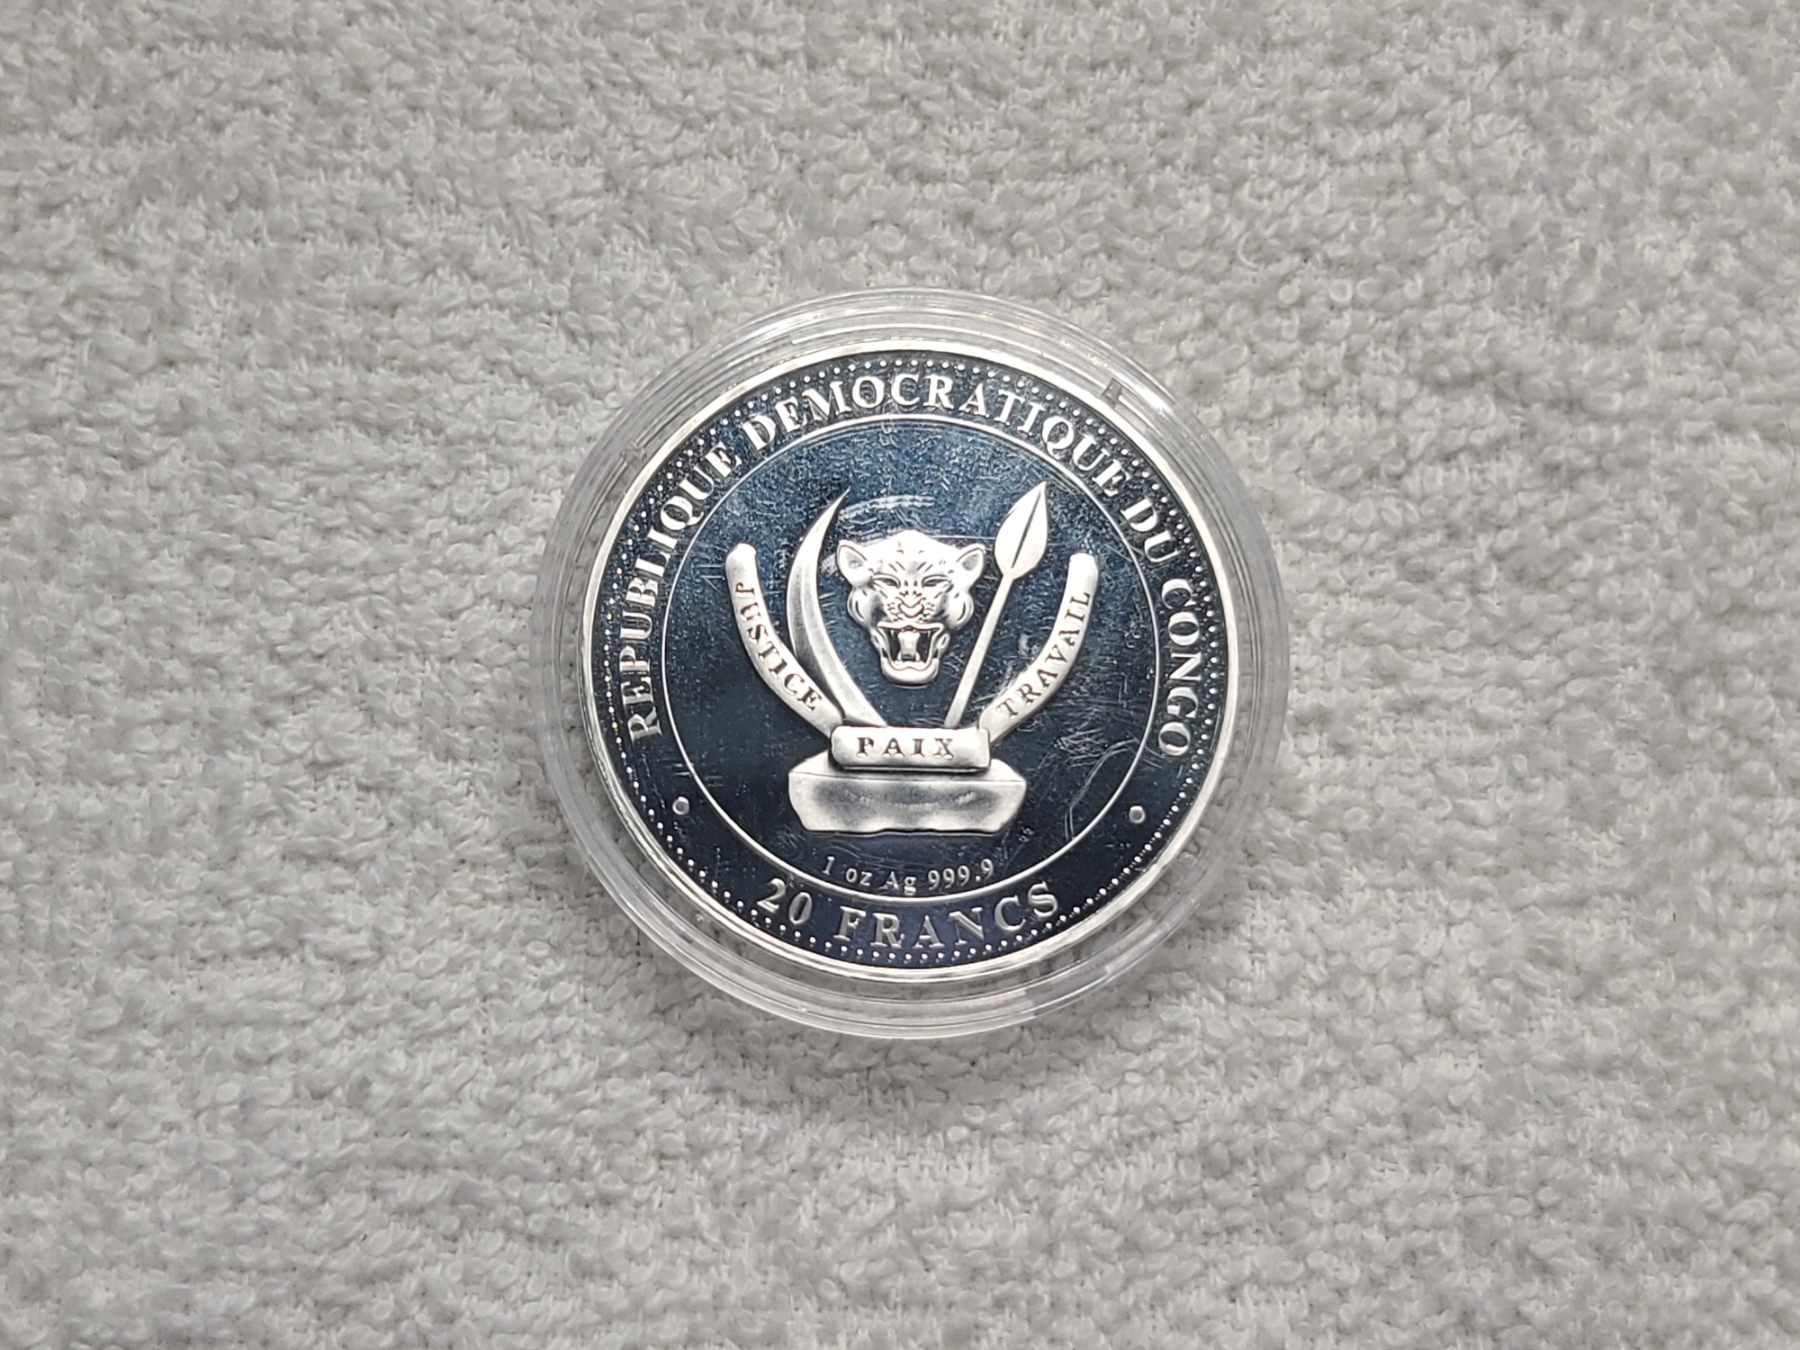 REPUBLIQUE DEMOCRATIQUE DU CONGO
JUSTICE
PAIX
TRAVAIL
1 oz Ag 999.9
20 FRANCS